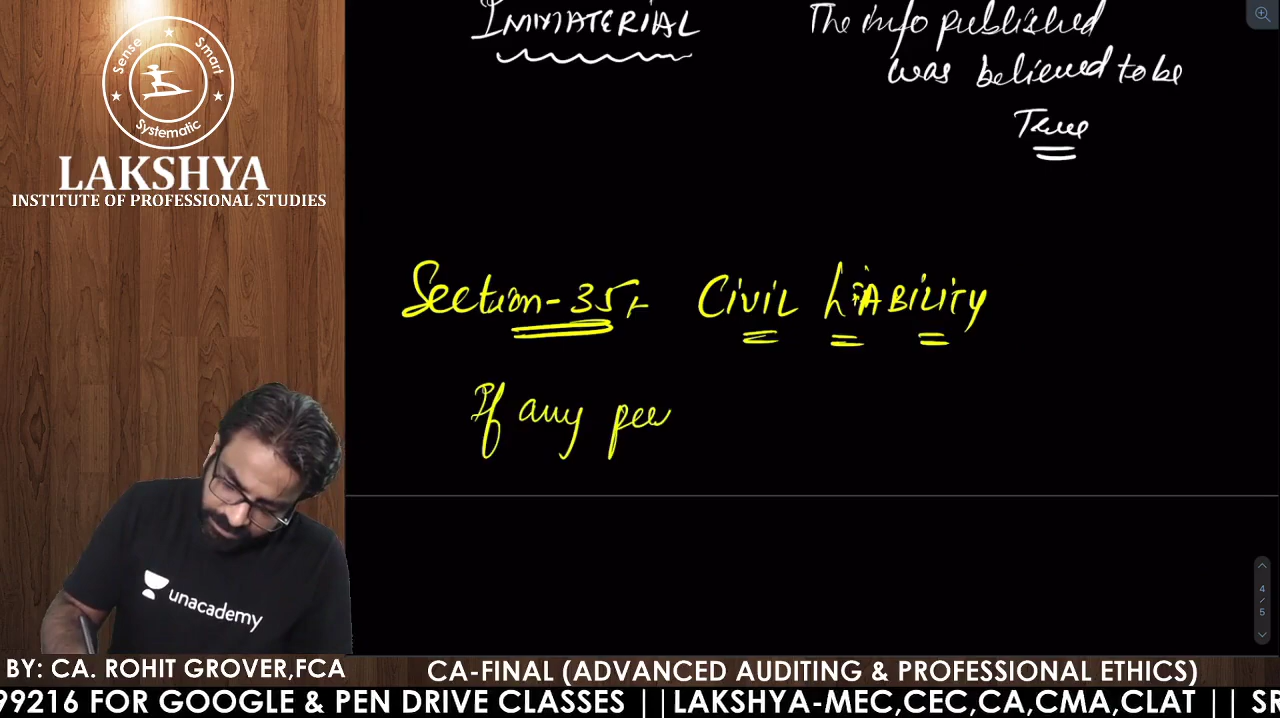 Sense
Smart
Systematic
LAKSHYA
INSTITUTE OF PROFESSIONAL STUDIES
IMMATERIAL
The info published
was believed to be
True
Section-35:- CIVIL LIABILITY
If any per
4
/
5
unacademy
BY: CA. ROHIT GROVER,FCA
CA-FINAL (ADVANCED AUDITING & PROFESSIONAL ETHICS)
99216 FOR GOOGLE & PEN DRIVE CLASSES ||LAKSHYA-MEC,CEC,CA,CMA,CLAT || SR